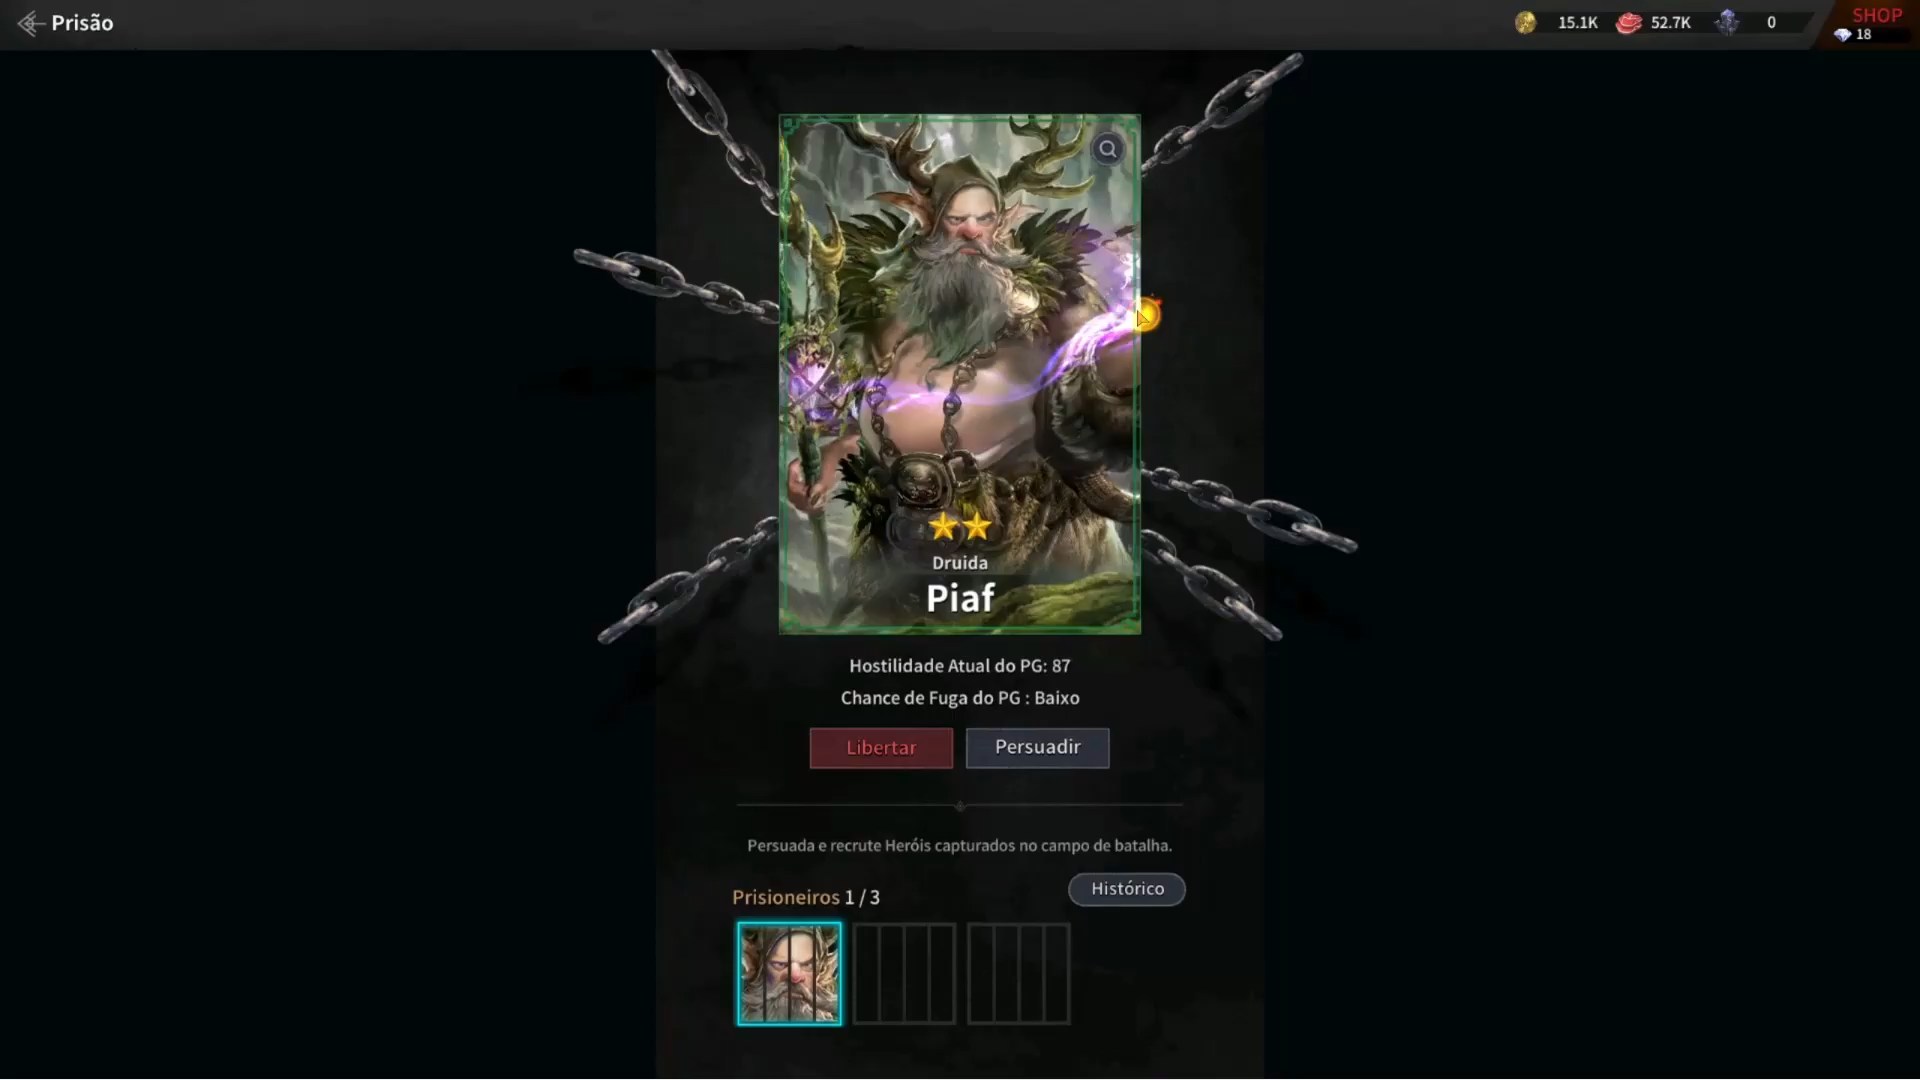 Prisão
15.1K
52.7K
0
SHOP
18
Druida
Piaf
Hostilidade Atual do PG: 87
Chance de Fuga do PG : Baixo
Libertar
Persuadir
Persuada e recrute Heróis capturados no campo de batalha.
Prisioneiros 1 / 3
Histórico